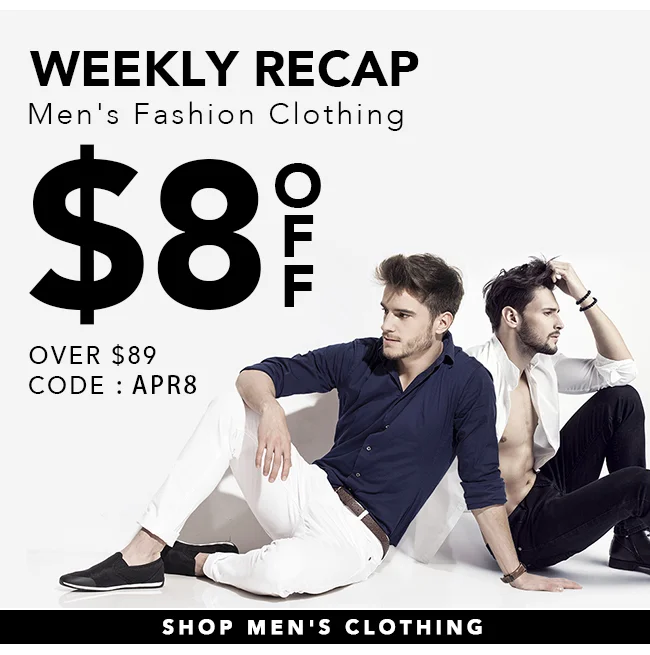 WEEKLY RECAP
Men's Fashion Clothing
$8 OFF
OVER $89
CODE : APR8
SHOP MEN'S CLOTHING